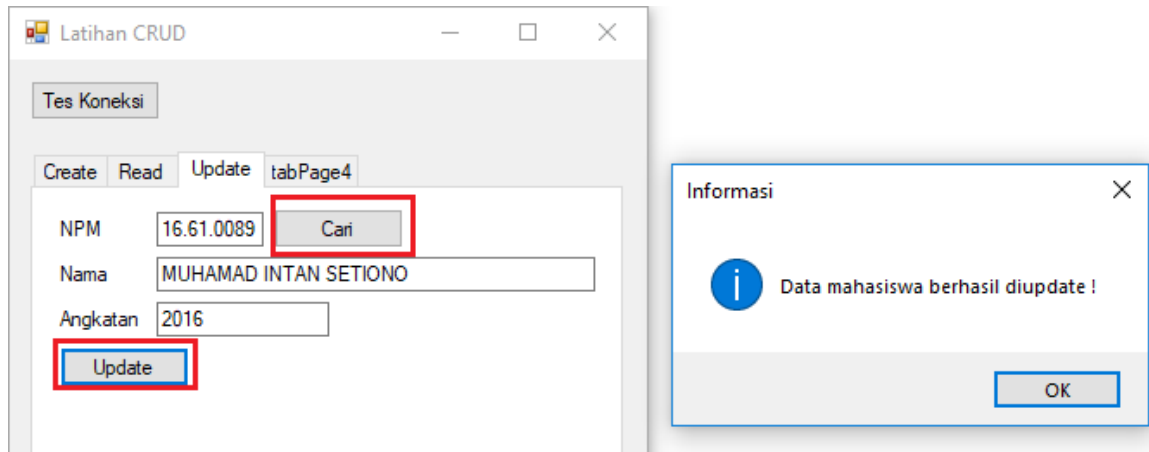 Latihan CRUD
Tes Koneksi
Create Read Update tabPage4
NPM 16.61.0089 Cari
Nama MUHAMAD INTAN SETIONO
Angkatan 2016
Update
Informasi
Data mahasiswa berhasil diupdate !
OK